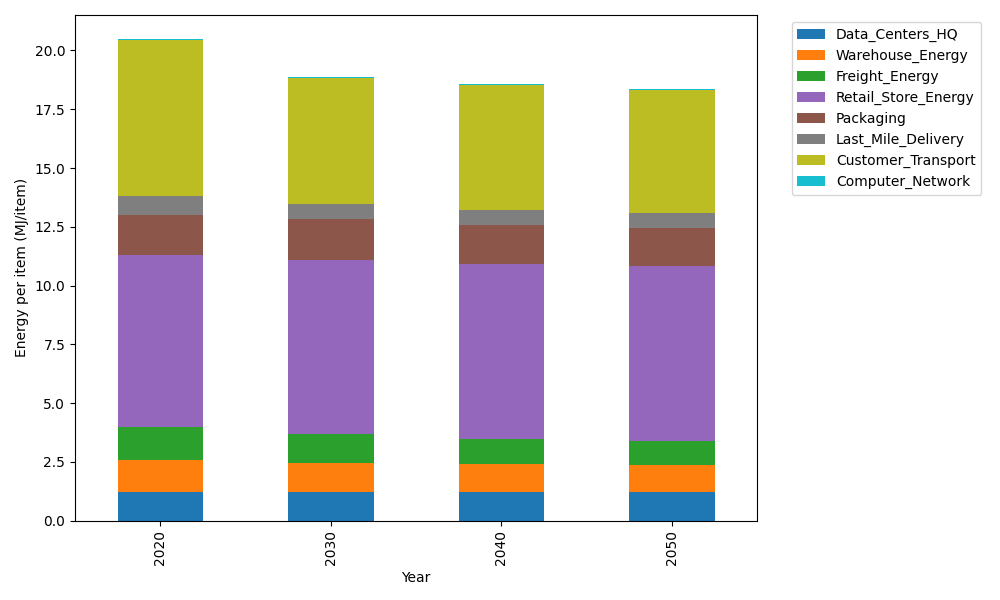 Energy per item (MJ/item)
20.0
17.5
15.0
12.5
10.0
7.5
5.0
2.5
0.0
2020
2030
2040
2050
Year
Data_Centers_HQ
Warehouse_Energy
Freight_Energy
Retail_Store_Energy
Packaging
Last_Mile_Delivery
Customer_Transport
Computer_Network